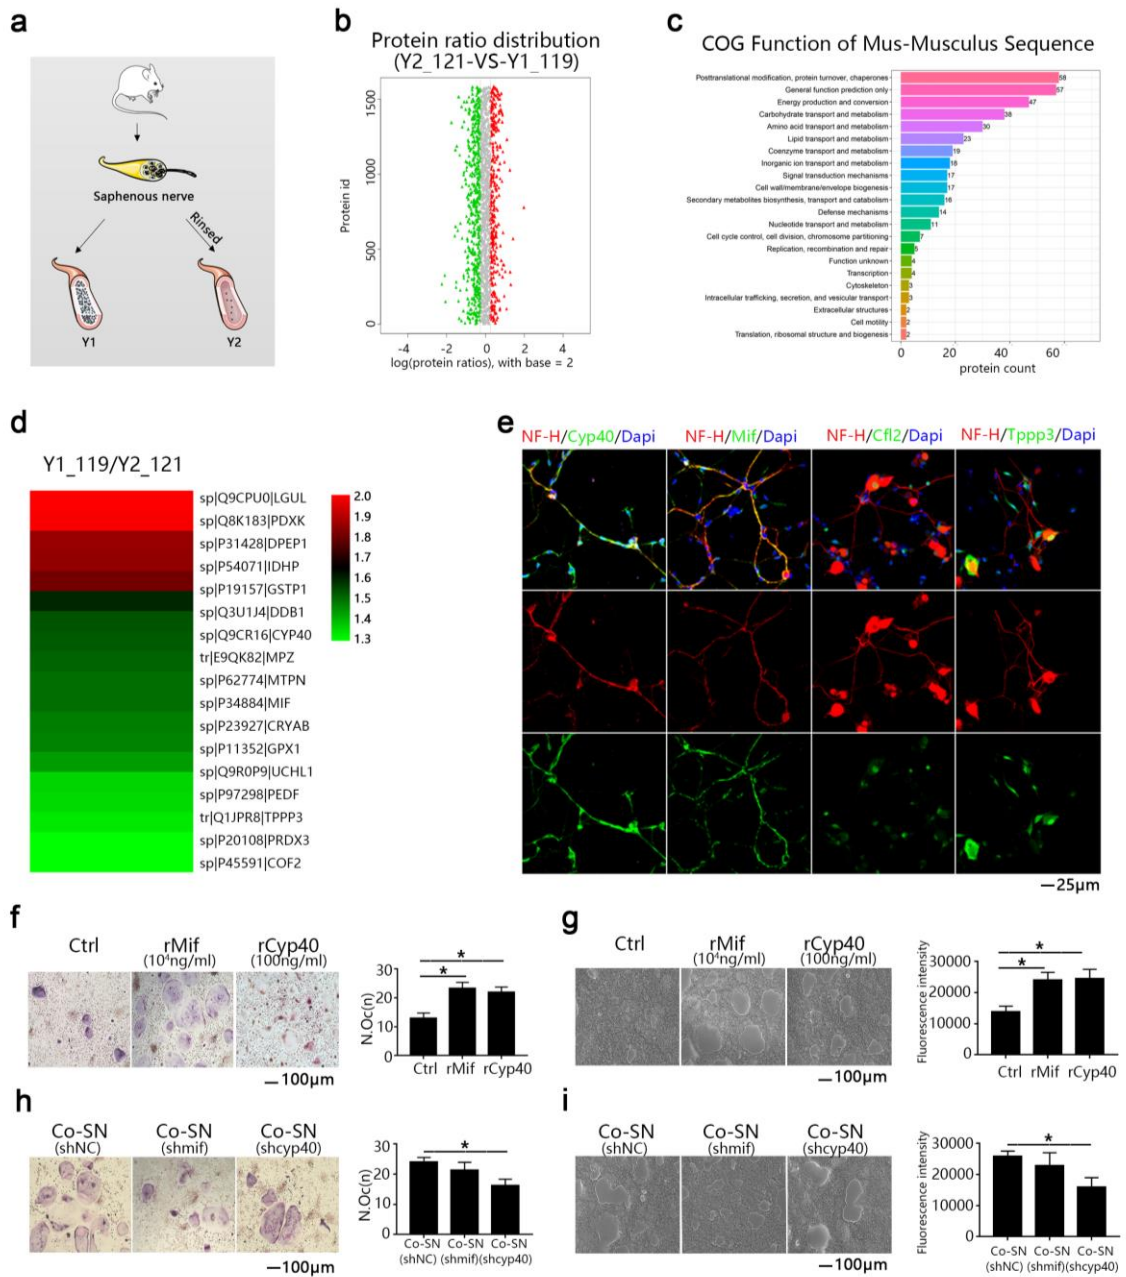 a
Saphenous nerve
Rinsed
Y1
Y2
b
Protein ratio distribution
(Y2_121-VS-Y1_119)
Protein id
1500
1000
500
0
-4
-2
0
2
4
log(protein ratios), with base = 2
c
COG Function of Mus-Musculus Sequence
Posttranslational modification, protein turnover, chaperones
58
General function prediction only
57
Energy production and conversion
47
Carbohydrate transport and metabolism
38
Amino acid transport and metabolism
30
Lipid transport and metabolism
23
Coenzyme transport and metabolism
19
Inorganic ion transport and metabolism
18
Signal transduction mechanisms
17
Cell wall/membrane/envelope biogenesis
17
Secondary metabolites biosynthesis, transport and catabolism
16
Defense mechanisms
14
Nucleotide transport and metabolism
11
Cell cycle control, cell division, chromosome partitioning
7
Replication, recombination and repair
5
Function unknown
4
Transcription
4
Cytoskeleton
3
Intracellular trafficking, secretion, and vesicular transport
3
Extracellular structures
2
Cell motility
2
Translation, ribosomal structure and biogenesis
2
0
20
40
60
protein count
d
Y1_119/Y2_121
sp|Q9CPU0|LGUL
sp|Q8K183|PDXK
sp|P31428|DPEP1
sp|P54071|IDHP
sp|P19157|GSTP1
sp|Q3U1J4|DDB1
sp|Q9CR16|CYP40
tr|E9QK82|MPZ
sp|P62774|MTPN
sp|P34884|MIF
sp|P23927|CRYAB
sp|P11352|GPX1
sp|Q9R0P9|UCHL1
sp|P97298|PEDF
tr|Q1JPR8|TPPP3
sp|P20108|PRDX3
sp|P45591|COF2
2.0
1.9
1.8
1.7
1.6
1.5
1.4
1.3
e
NF-H/Cyp40/Dapi
NF-H/Mif/Dapi
NF-H/Cfl2/Dapi
NF-H/Tppp3/Dapi
25μm
f
Ctrl
rMif
(10⁴ng/ml)
rCyp40
(100ng/ml)
100μm
N.Oc(n)
30
20
10
0
*
*
Ctrl
rMif
rCyp40
g
Ctrl
rMif
(10⁴ng/ml)
rCyp40
(100ng/ml)
100μm
Fluorescence intensity
30000
20000
10000
0
*
*
Ctrl
rMif
rCyp40
h
Co-SN
(shNC)
Co-SN
(shmif)
Co-SN
(shcyp40)
100μm
N.Oc(n)
30
20
10
0
*
Co-SN Co-SN Co-SN
(shNC) (shmif)(shcyp40)
i
Co-SN
(shNC)
Co-SN
(shmif)
Co-SN
(shcyp40)
100μm
Fluorescence intensity
30000
20000
10000
0
*
Co-SN Co-SN Co-SN
(shNC) (shmif)(shcyp40)